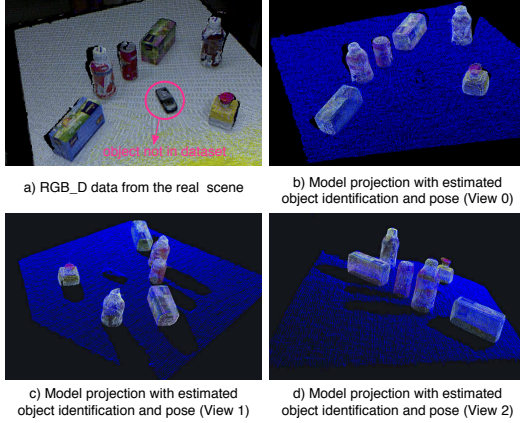 object not in dataset
a) RGB_D data from the real scene
b) Model projection with estimated
object identification and pose (View 0)
c) Model projection with estimated
object identification and pose (View 1)
d) Model projection with estimated
object identification and pose (View 2)